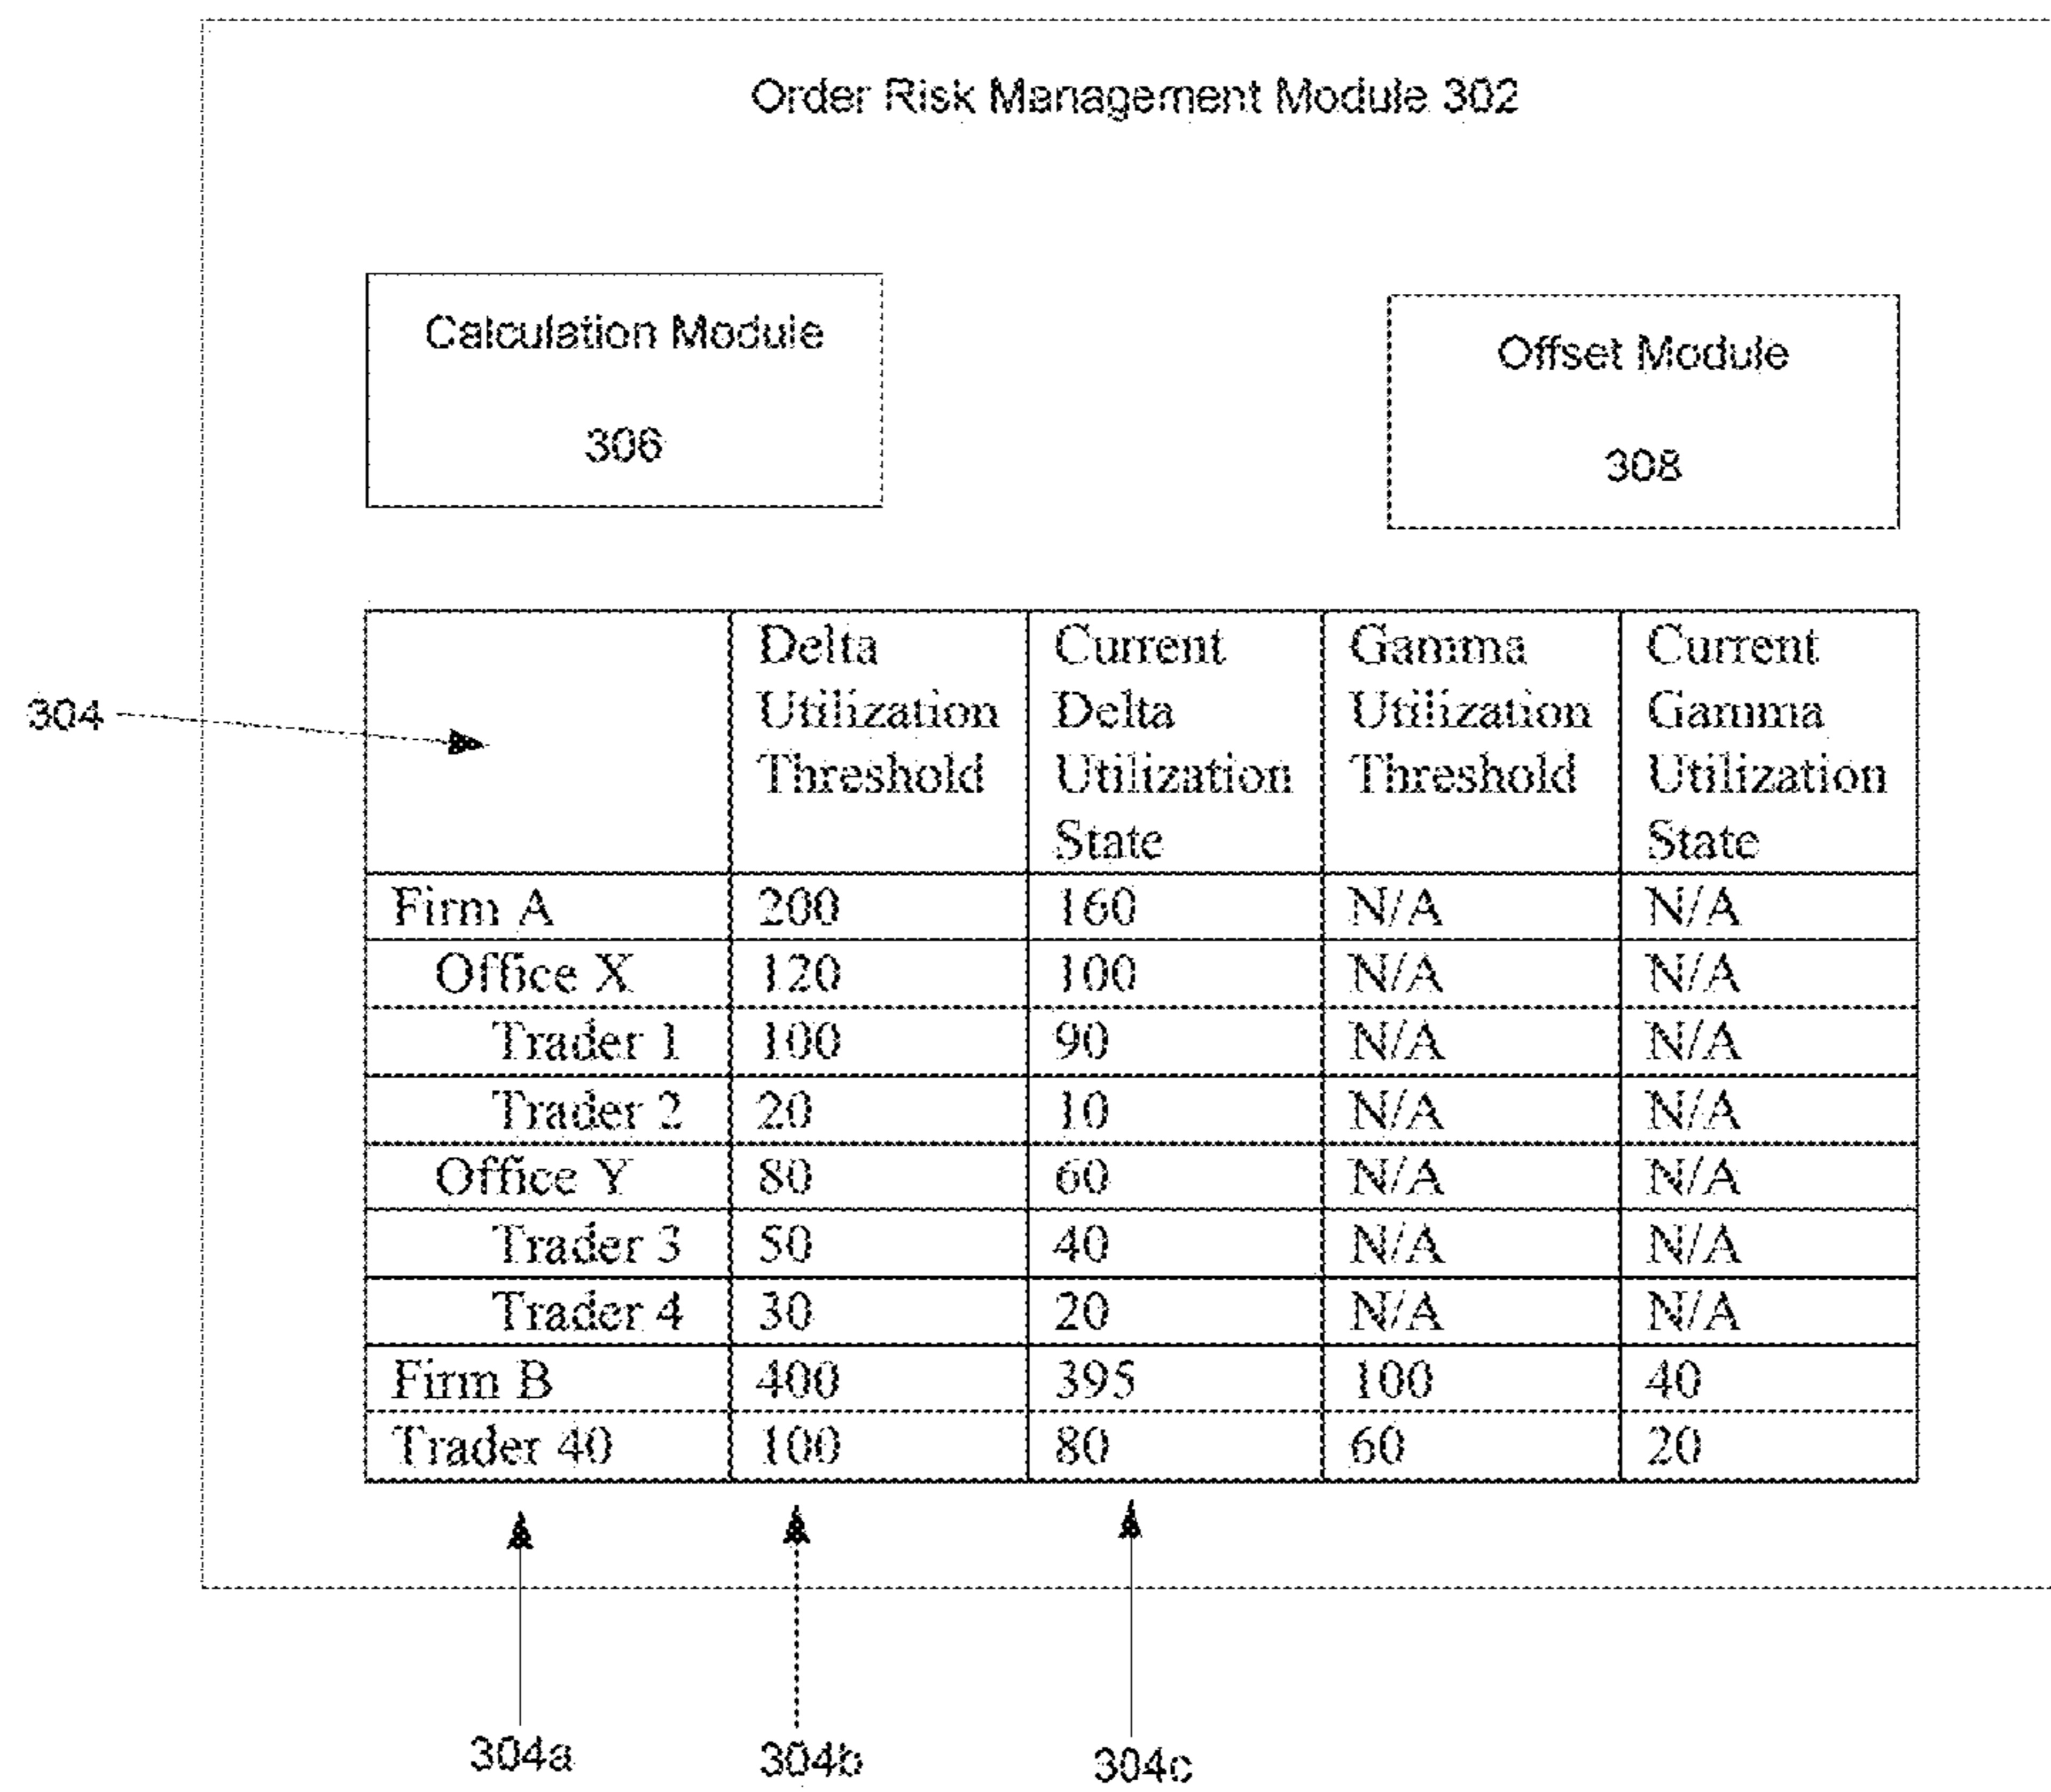 Order Risk Management Module 302
Calculation Module
306
Offset Module
308
304
Delta Utilization Threshold
Current Delta Utilization State
Gamma Utilization Threshold
Current Gamma Utilization State
Firm A 200 160 N/A N/A
Office X 120 100 N/A N/A
Trader 1 100 90 N/A N/A
Trader 2 20 10 N/A N/A
Office Y 80 60 N/A N/A
Trader 3 50 40 N/A N/A
Trader 4 30 20 N/A N/A
Firm B 400 395 100 40
Trader 40 100 80 60 20
304a 304b 304c